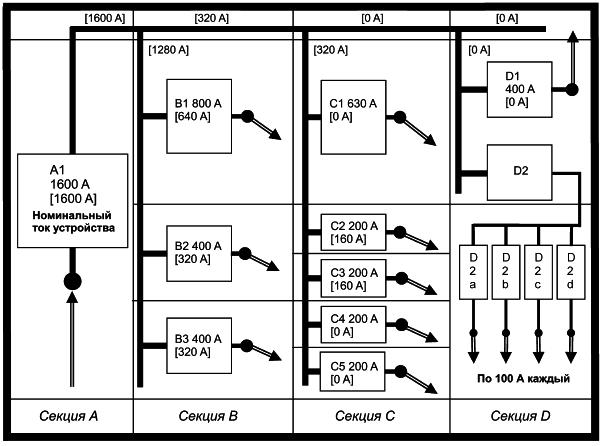 [1600 A] [320 A] [0 A] [0 A]
[1280 A] [320 A] [0 A]
A1
1600 A
[1600 A]
Номинальный
ток устройства
B1 800 A
[640 A]
B2 400 A
[320 A]
B3 400 A
[320 A]
C1 630 A
[0 A]
C2 200 A
[160 A]
C3 200 A
[160 A]
C4 200 A
[0 A]
C5 200 A
[0 A]
D1
400 A
[0 A]
D2
D
2
a
D
2
b
D
2
c
D
2
d
По 100 А каждый
Секция A Секция B Секция C Секция D